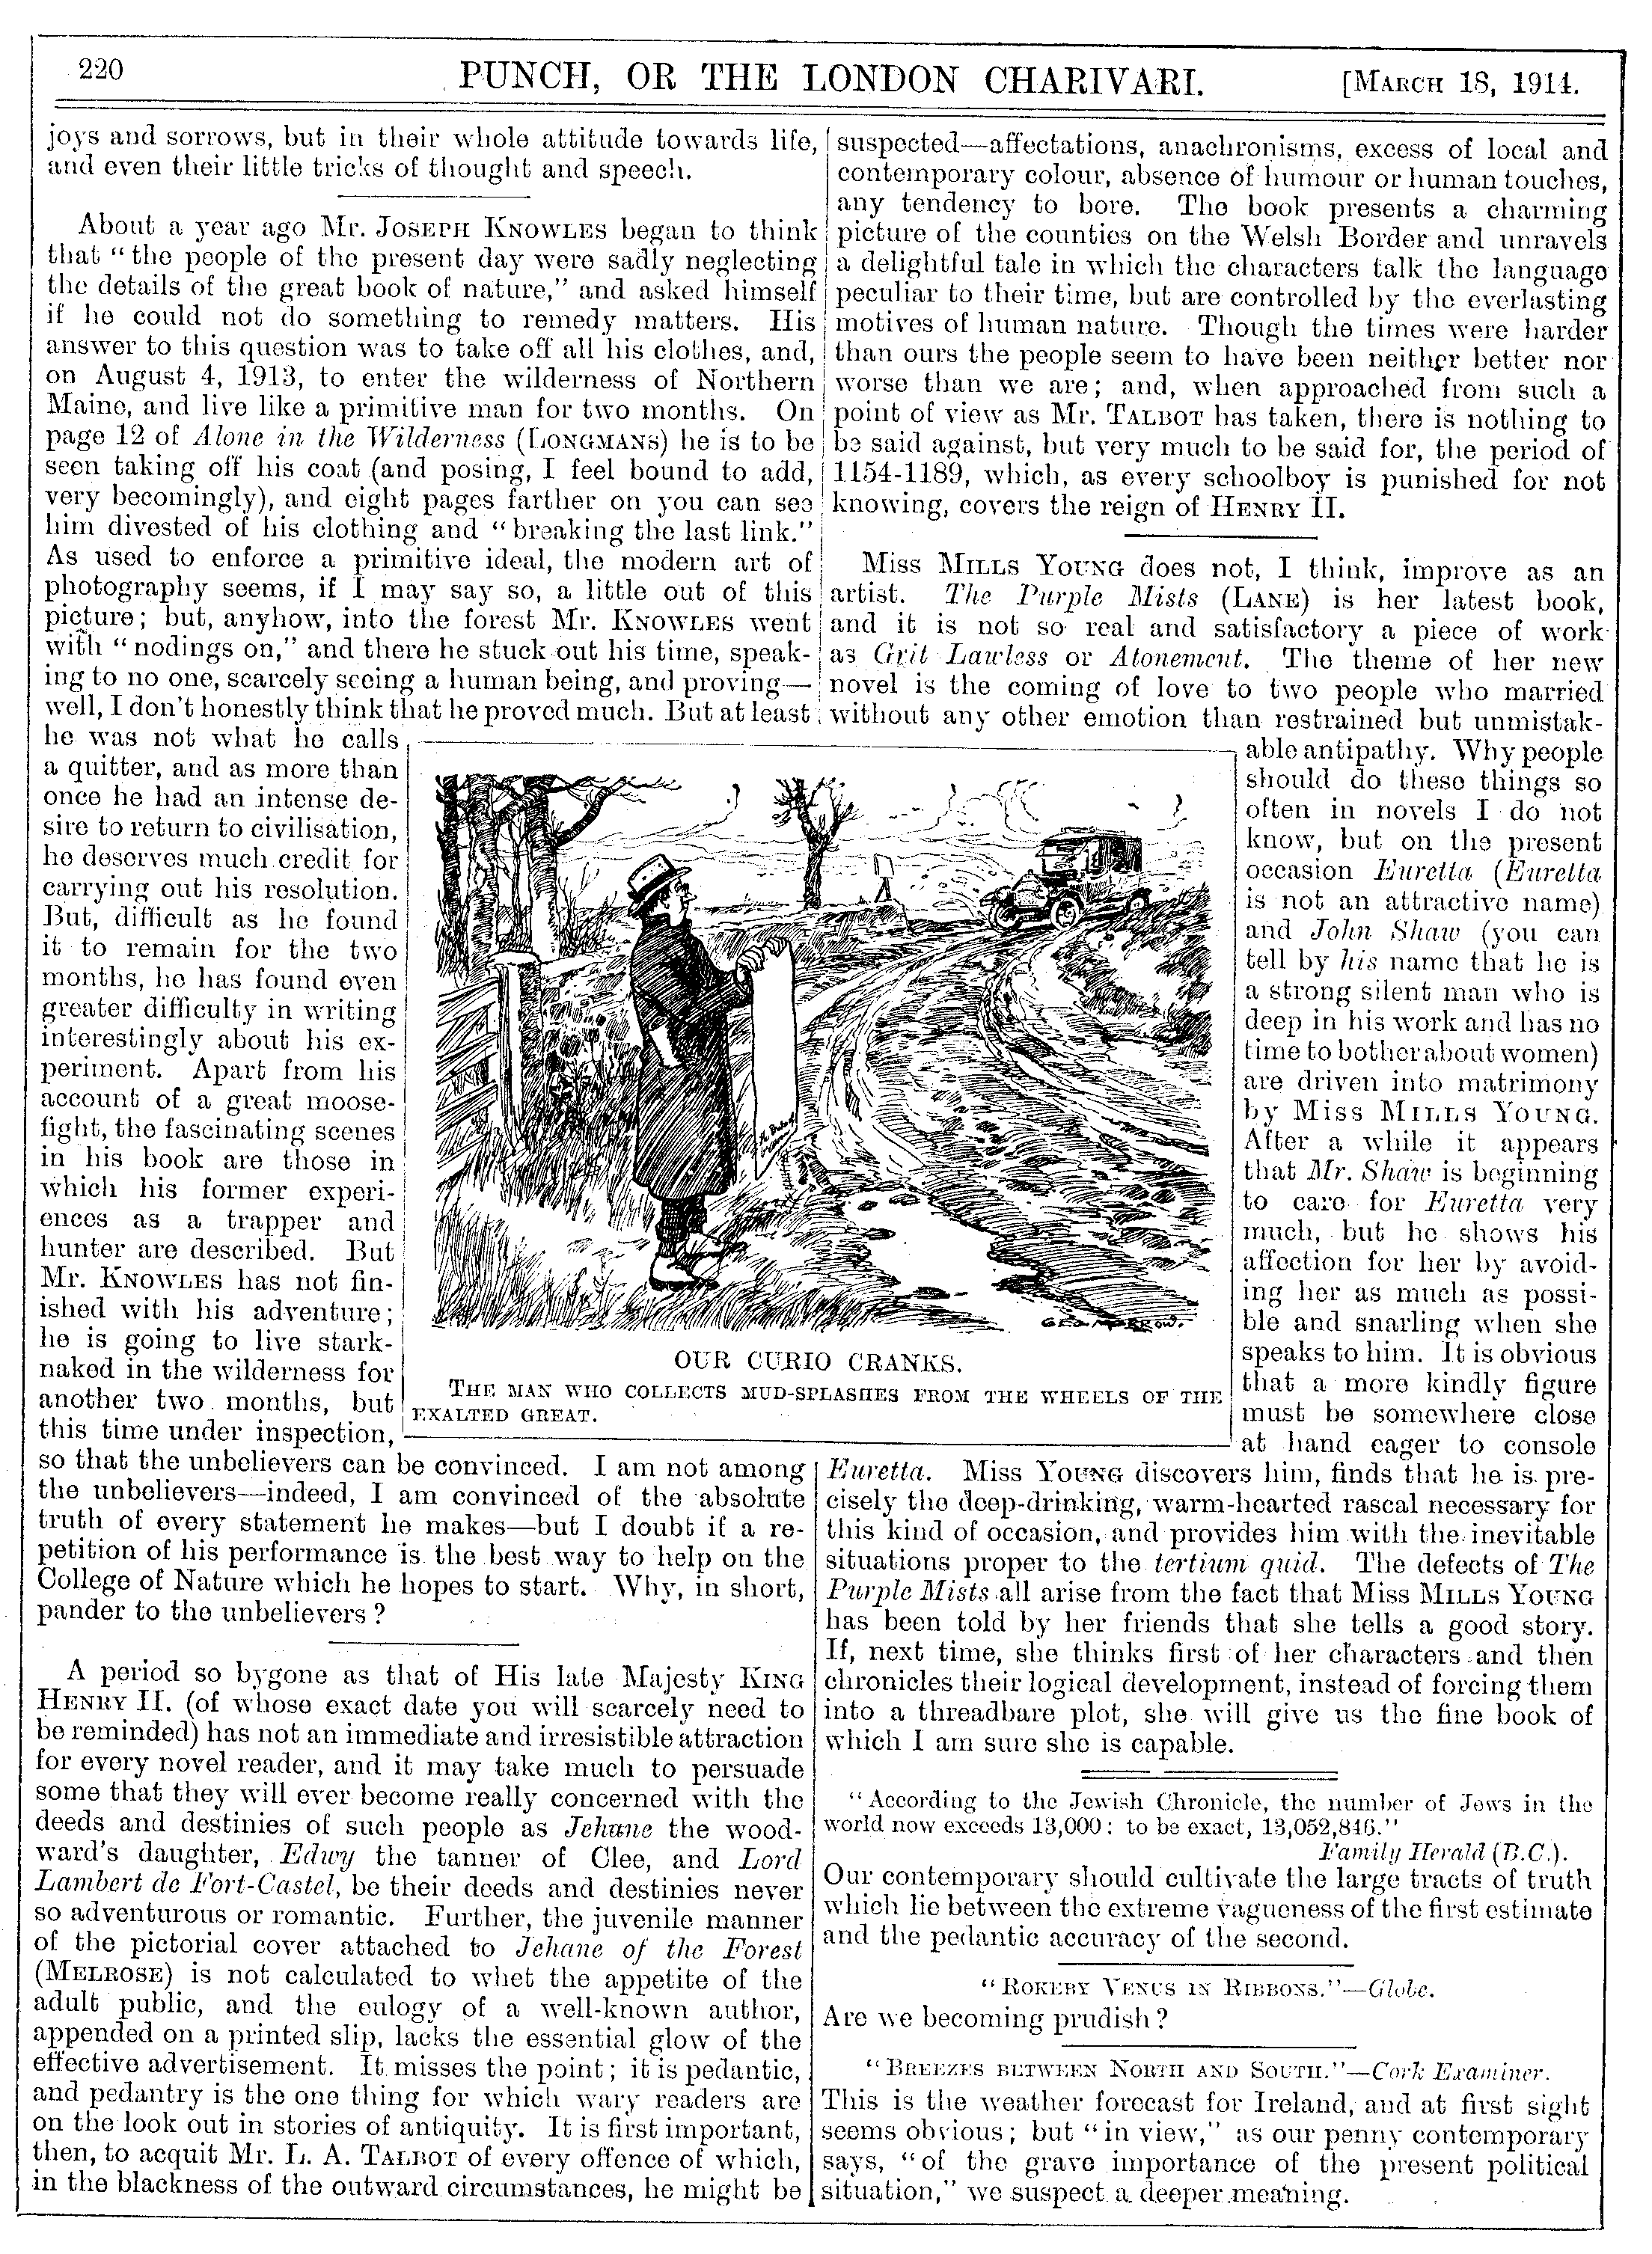 220
PUNCH, OR THE LONDON CHARIVARI.
[MARCH 18, 1914.
joys and sorrows, but in their whole attitude towards life,
and even their little tricks of thought and speech.
About a year ago Mr. JOSEPH KNOWLES began to think
that "the people of the present day were sadly neglecting
the details of the great book of nature," and asked himself
if he could not do something to remedy matters. His
answer to this question was to take off all his clothes, and,
on August 4, 1913, to enter the wilderness of Northern
Maine, and live like a primitive man for two months. On
page 12 of Alone in the Wilderness (LONGMANS) he is to be
seen taking off his coat (and posing, I feel bound to add,
very becomingly), and eight pages farther on you can see
him divested of his clothing and "breaking the last link."
As used to enforce a primitive ideal, the modern art of
photography seems, if I may say so, a little out of this
picture; but, anyhow, into the forest Mr. KNOWLES went
with "nodings on," and there he stuck out his time, speak-
ing to no one, scarcely seeing a human being, and proving—
well, I don't honestly think that he proved much. But at least
he was not what he calls
a quitter, and as more than
once he had an intense de-
sire to return to civilisation,
he deserves much credit for
carrying out his resolution.
But, difficult as he found
it to remain for the two
months, he has found even
greater difficulty in writing
interestingly about his ex-
periment. Apart from his
account of a great moose-
fight, the fascinating scenes
in his book are those in
which his former experi-
ences as a trapper and
hunter are described. But
Mr. KNOWLES has not fin-
ished with his adventure;
he is going to live stark-
naked in the wilderness for
another two months, but
this time under inspection,
so that the unbelievers can be convinced. I am not among
the unbelievers—indeed, I am convinced of the absolute
truth of every statement he makes—but I doubt if a re-
petition of his performance is the best way to help on the
College of Nature which he hopes to start. Why, in short,
pander to the unbelievers?
A period so bygone as that of His late Majesty KING
HENRY II. (of whose exact date you will scarcely need to
be reminded) has not an immediate and irresistible attraction
for every novel reader, and it may take much to persuade
some that they will ever become really concerned with the
deeds and destinies of such people as Jehane the wood-
ward's daughter, Edwy the tanner of Clee, and Lord
Lambert de Fort-Castel, be their deeds and destinies never
so adventurous or romantic. Further, the juvenile manner
of the pictorial cover attached to Jehane of the Forest
(MELROSE) is not calculated to whet the appetite of the
adult public, and the eulogy of a well-known author,
appended on a printed slip, lacks the essential glow of the
effective advertisement. It misses the point; it is pedantic,
and pedantry is the one thing for which wary readers are
on the look out in stories of antiquity. It is first important,
then, to acquit Mr. L. A. TALBOT of every offence of which,
in the blackness of the outward circumstances, he might be
suspected—affectations, anachronisms, excess of local and
contemporary colour, absence of humour or human touches,
any tendency to bore. The book presents a charming
picture of the counties on the Welsh Border and unravels
a delightful tale in which the characters talk the language
peculiar to their time, but are controlled by the everlasting
motives of human nature. Though the times were harder
than ours the people seem to have been neither better nor
worse than we are; and, when approached from such a
point of view as Mr. TALBOT has taken, there is nothing to
be said against, but very much to be said for, the period of
1154-1189, which, as every schoolboy is punished for not
knowing, covers the reign of HENRY II.
Miss MILLS YOUNG does not, I think, improve as an
artist. The Purple Mists (LANE) is her latest book,
and it is not so real and satisfactory a piece of work
as Grit Lawless or Atonement. The theme of her new
novel is the coming of love to two people who married
without any other emotion than restrained but unmistak-
able antipathy. Why people
should do these things so
often in novels I do not
know, but on the present
occasion Euretta (Euretta
is not an attractive name)
and John Shaw (you can
tell by his name that he is
a strong silent man who is
deep in his work and has no
time to bother about women)
are driven into matrimony
by Miss MILLS YOUNG.
After a while it appears
that Mr. Shaw is beginning
to care for Euretta very
much, but he shows his
affection for her by avoid-
ing her as much as possi-
ble and snarling when she
speaks to him. It is obvious
that a more kindly figure
must be somewhere close
at hand eager to console
Euretta. Miss YOUNG discovers him, finds that he is pre-
cisely the deep-drinking, warm-hearted rascal necessary for
this kind of occasion, and provides him with the inevitable
situations proper to the tertium quid. The defects of The
Purple Mists all arise from the fact that Miss MILLS YOUNG
has been told by her friends that she tells a good story.
If, next time, she thinks first of her characters and then
chronicles their logical development, instead of forcing them
into a threadbare plot, she will give us the fine book of
which I am sure she is capable.
GEO. MORROW.
OUR CURIO CRANKS.
THE MAN WHO COLLECTS MUD-SPLASHES FROM THE WHEELS OF THE
EXALTED GREAT.
"According to the Jewish Chronicle, the number of Jews in the
world now exceeds 13,000: to be exact, 13,052,846."
Family Herald (B.C.).
Our contemporary should cultivate the large tracts of truth
which lie between the extreme vagueness of the first estimate
and the pedantic accuracy of the second.
"ROKEBY VENUS IN RIBBONS."—Globe.
Are we becoming prudish?
"BREEZES BETWEEN NORTH AND SOUTH."—Cork Examiner.
This is the weather forecast for Ireland, and at first sight
seems obvious; but "in view," as our penny contemporary
says, "of the grave importance of the present political
situation," we suspect a deeper meaning.